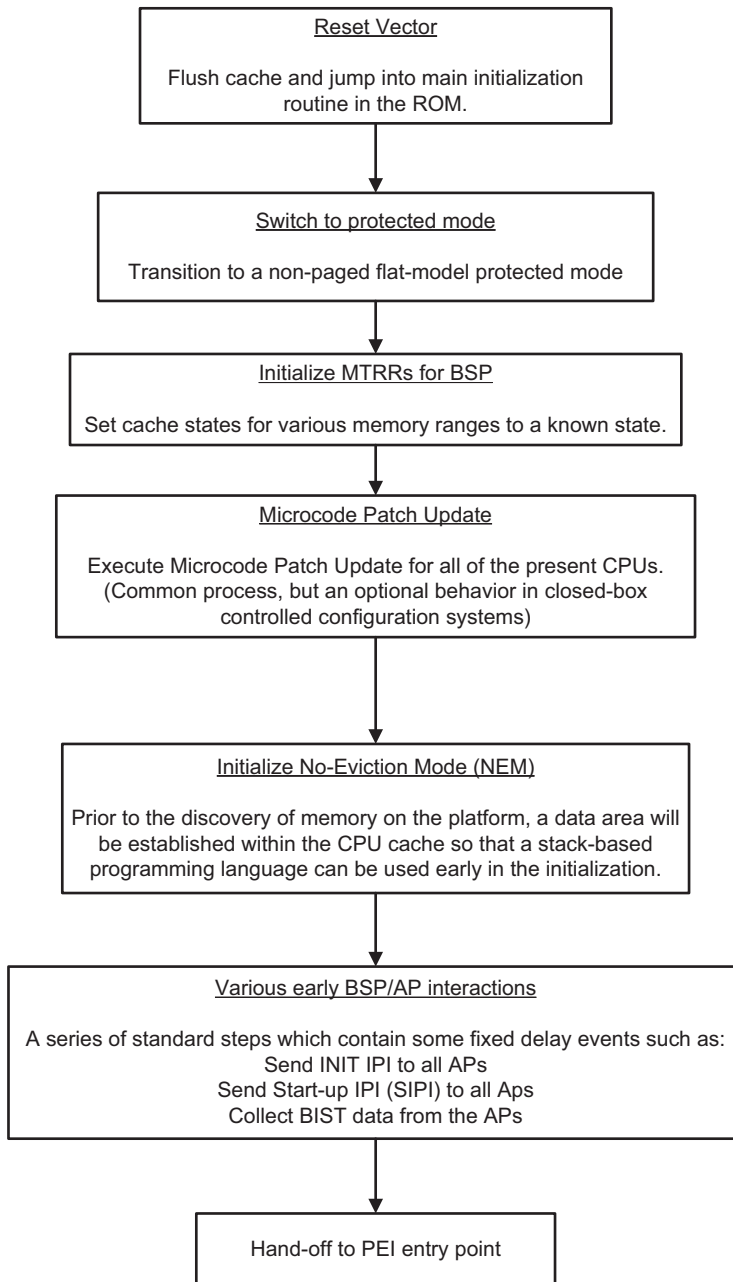 Reset Vector
Flush cache and jump into main initialization
routine in the ROM.
Switch to protected mode
Transition to a non-paged flat-model protected mode
Initialize MTRRs for BSP
Set cache states for various memory ranges to a known state.
Microcode Patch Update
Execute Microcode Patch Update for all of the present CPUs.
(Common process, but an optional behavior in closed-box
controlled configuration systems)
Initialize No-Eviction Mode (NEM)
Prior to the discovery of memory on the platform, a data area will
be established within the CPU cache so that a stack-based
programming language can be used early in the initialization.
Various early BSP/AP interactions
A series of standard steps which contain some fixed delay events such as:
Send INIT IPI to all APs
Send Start-up IPI (SIPI) to all Aps
Collect BIST data from the APs
Hand-off to PEI entry point